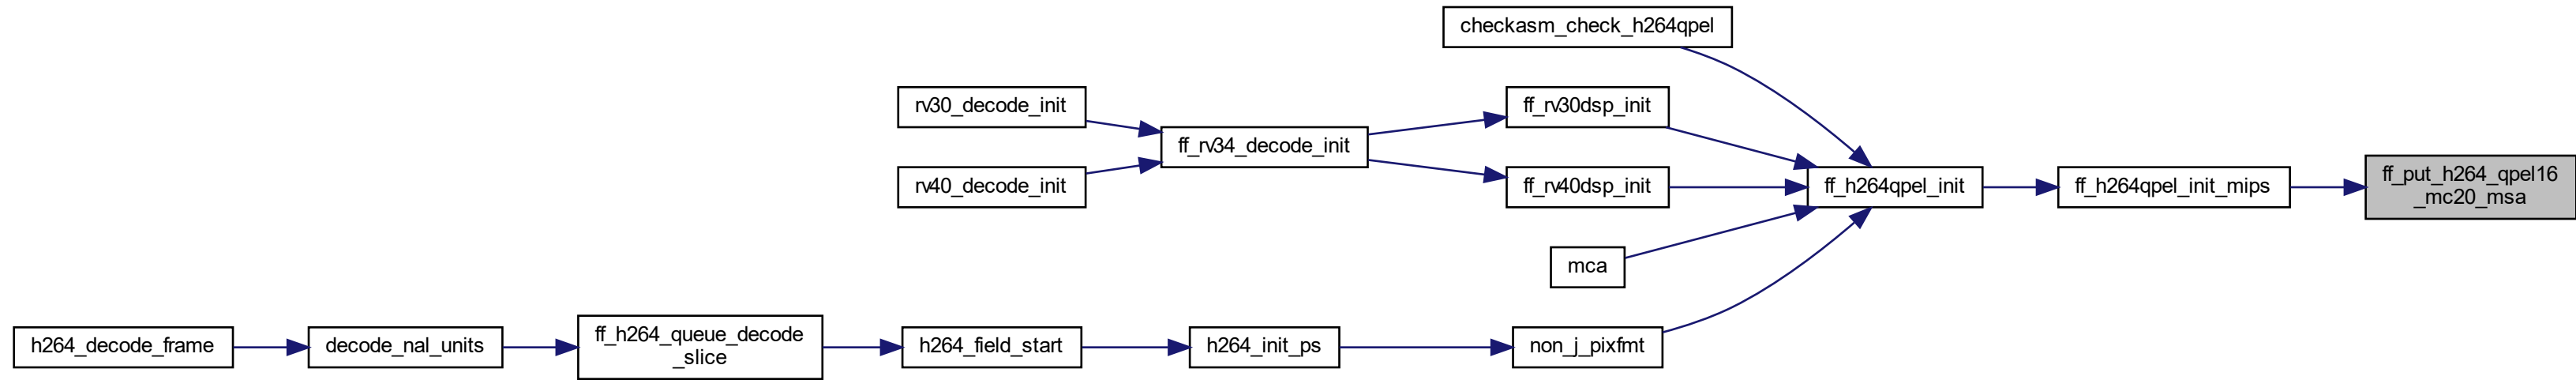 checkasm_check_h264qpel
rv30_decode_init
ff_rv30dsp_init
ff_rv34_decode_init
ff_put_h264_qpel16
_mc20_msa
rv40_decode_init
ff_rv40dsp_init
ff_h264qpel_init
ff_h264qpel_init_mips
mca
h264_decode_frame
decode_nal_units
ff_h264_queue_decode
_slice
h264_field_start
h264_init_ps
non_j_pixfmt